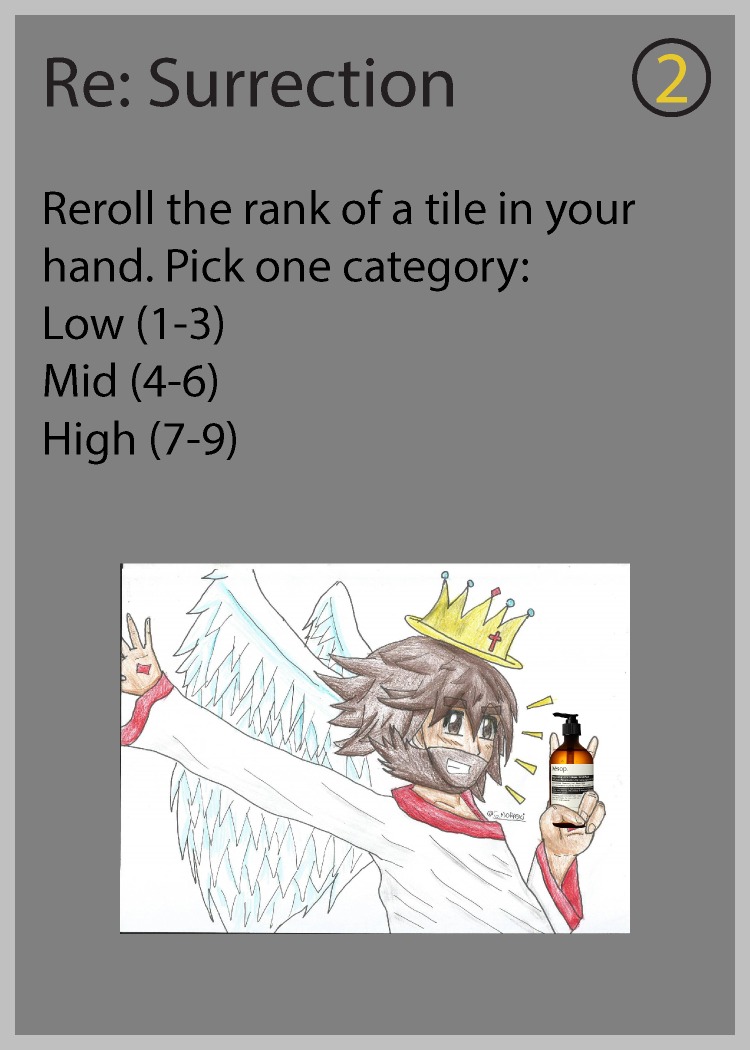 Re: Surrection
2
Reroll the rank of a tile in your
hand. Pick one category:
Low (1-3)
Mid (4-6)
High (7-9)
Aesop.